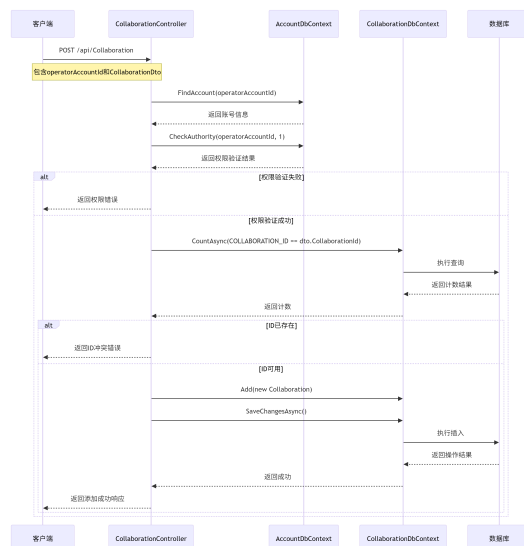 客户端 CollaborationController AccountDbContext CollaborationDbContext 数据库
POST /api/Collaboration
包含operatorAccountId和CollaborationDto
FindAccount(operatorAccountId)
返回账号信息
CheckAuthority(operatorAccountId, 1)
返回权限验证结果
alt [权限验证失败]
返回权限错误
[权限验证成功]
CountAsync(COLLABORATION_ID == dto.CollaborationId)
执行查询
返回计数结果
返回计数
alt [ID已存在]
返回ID冲突错误
[ID可用]
Add(new Collaboration)
SaveChangesAsync()
执行插入
返回操作结果
返回成功
返回添加成功响应
客户端 CollaborationController AccountDbContext CollaborationDbContext 数据库